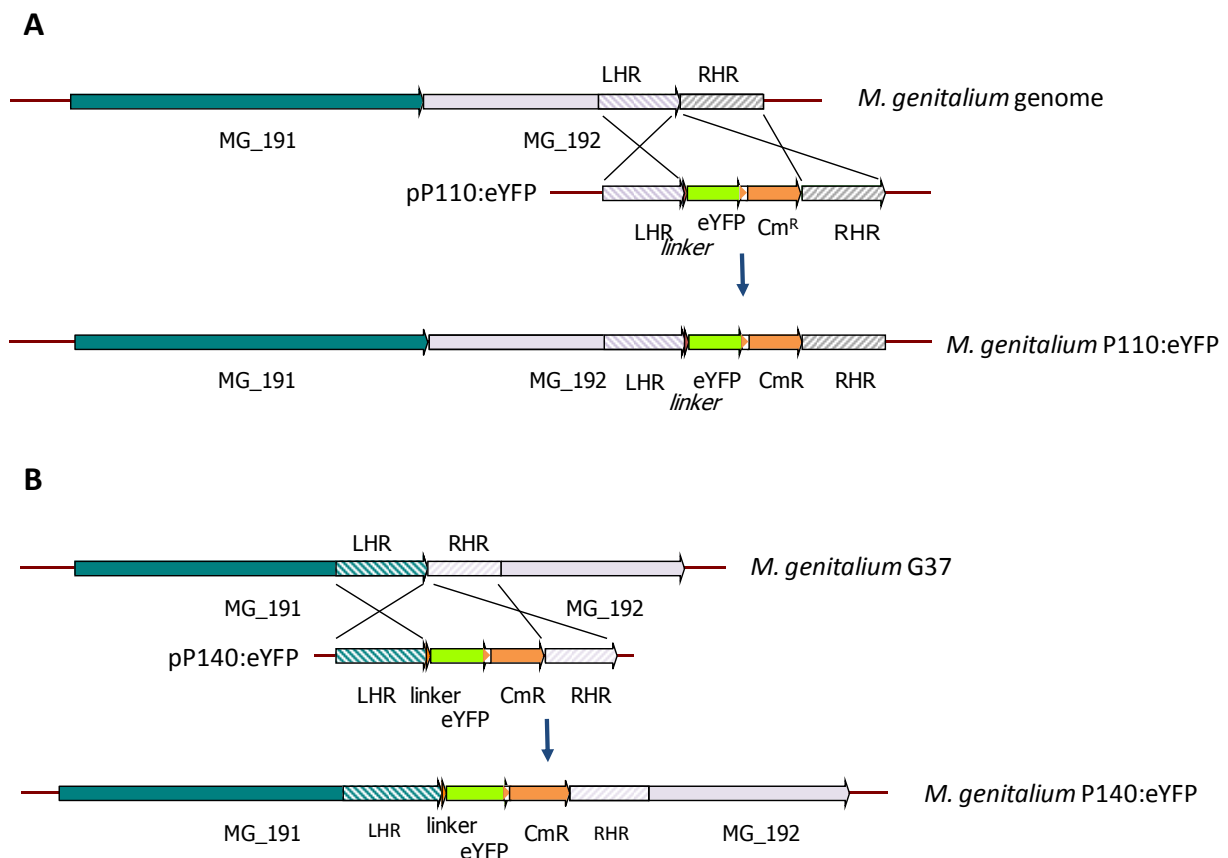 A
LHR RHR
M. genitalium genome
MG_191 MG_192
pP110:eYFP
LHR eYFP CmR RHR
linker
M. genitalium P110:eYFP
MG_191 MG_192 LHR eYFP CmR RHR
linker
B
LHR RHR
M. genitalium G37
MG_191 MG_192
pP140:eYFP
LHR linker CmR RHR
eYFP
M. genitalium P140:eYFP
MG_191 LHR linker CmR RHR MG_192
eYFP